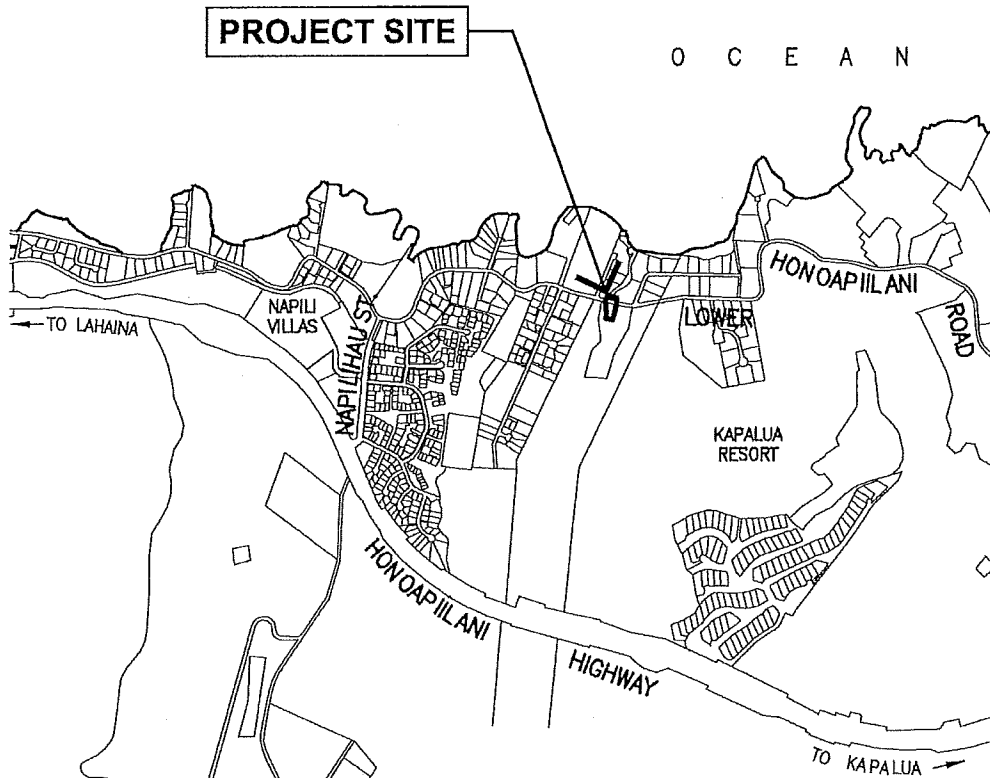 PROJECT SITE
O C E A N
HONOAPIILANI
ROAD
LOWER
NAPILI
VILLAS
NAPILIHAU ST
TO LAHAINA
KAPALUA
RESORT
HONOAPIILANI
HIGHWAY
TO KAPALUA